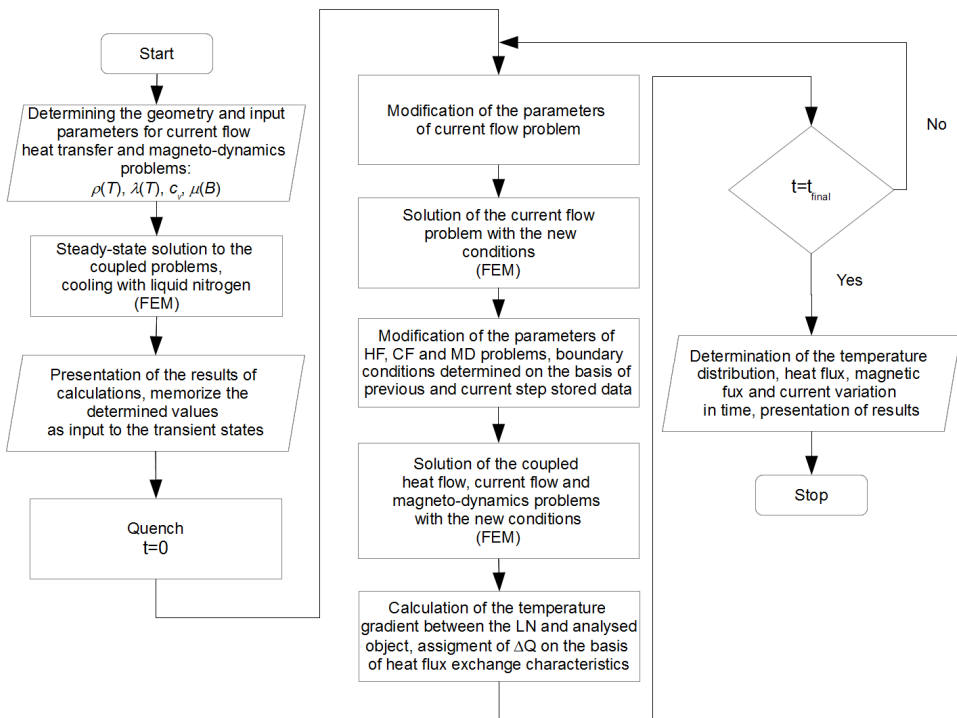 Start
Determining the geometry and input
parameters for current flow
heat transfer and magneto-dynamics
problems:
ρ(T), λ(T), cᵥ, μ(B)
Steady-state solution to the
coupled problems,
cooling with liquid nitrogen
(FEM)
Presentation of the results of
calculations, memorize the
determined values
as input to the transient states
Quench
t=0
Modification of the parameters
of current flow problem
Solution of the current flow
problem with the new
conditions
(FEM)
Modification of the parameters of
HF, CF and MD problems, boundary
conditions determined on the basis
of previous and current step stored data
Solution of the coupled
heat flow, current flow and
magneto-dynamics problems
with the new conditions
(FEM)
Calculation of the temperature
gradient between the LN and analysed
object, assigment of ΔQ on the basis
of heat flux exchange characteristics
No
t=t_final
Yes
Determination of the temperature
distribution, heat flux, magnetic
fux and current variation
in time, presentation of results
Stop